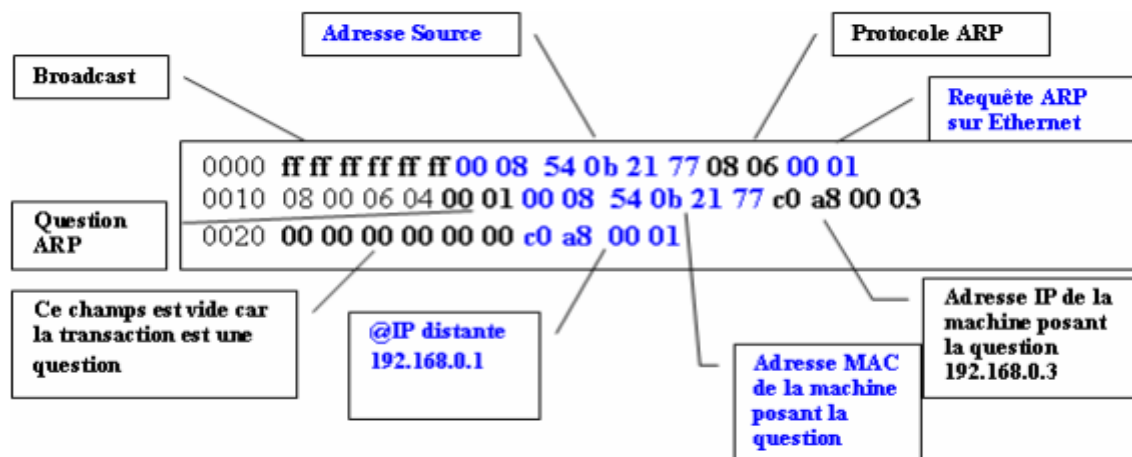 Adresse Source
Protocole ARP
Broadcast
Requête ARP
sur Ethernet
0000 ff ff ff ff ff ff 00 08 54 0b 21 77 08 06 00 01
0010 08 00 06 04 00 01 00 08 54 0b 21 77 c0 a8 00 03
0020 00 00 00 00 00 00 c0 a8 00 01
Question
ARP
Ce champs est vide car
la transaction est une
question
@IP distante
192.168.0.1
Adresse MAC
de la machine
posant la
question
Adresse IP de la
machine posant
la question
192.168.0.3